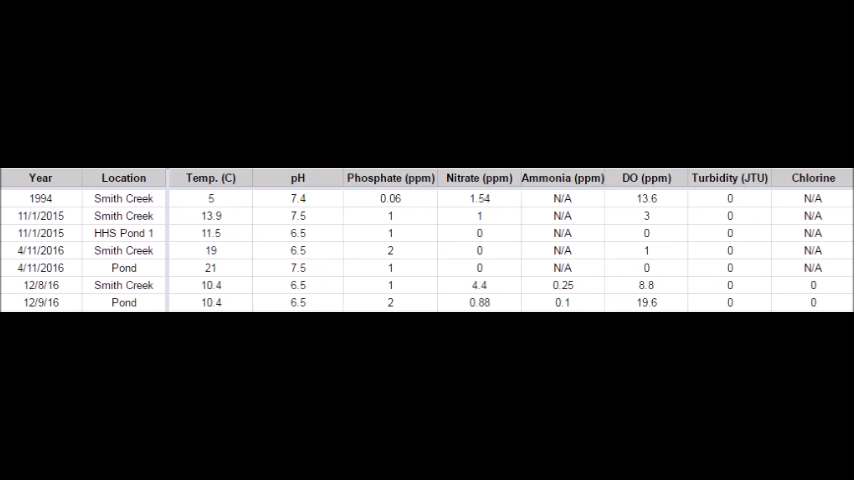 Year Location Temp. (C) pH Phosphate (ppm) Nitrate (ppm) Ammonia (ppm) DO (ppm) Turbidity (JTU) Chlorine
1994 Smith Creek 5 7.4 0.06 1.54 N/A 13.6 0 N/A
11/1/2015 Smith Creek 13.9 7.5 1 1 N/A 3 0 N/A
11/1/2015 HHS Pond 1 11.5 6.5 1 0 N/A 0 0 N/A
4/11/2016 Smith Creek 19 6.5 2 0 N/A 1 0 N/A
4/11/2016 Pond 21 7.5 1 0 N/A 0 0 N/A
12/8/16 Smith Creek 10.4 6.5 1 4.4 0.25 8.8 0 0
12/9/16 Pond 10.4 6.5 2 0.88 0.1 19.6 0 0